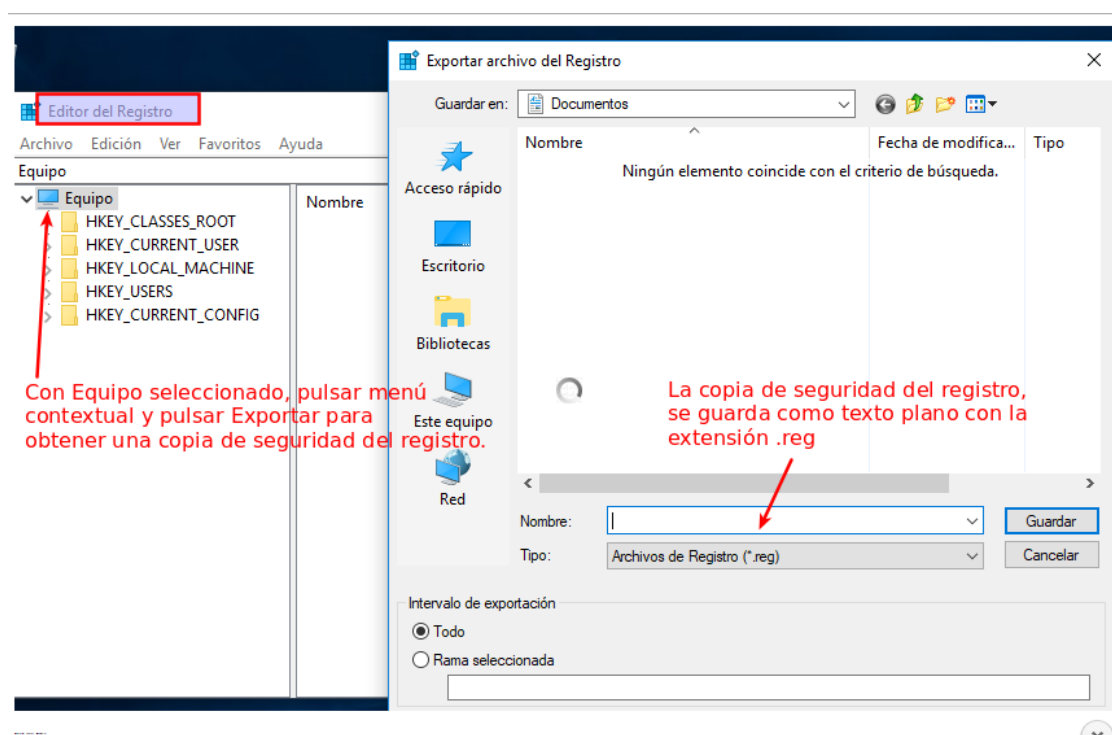 Exportar archivo del Registro
Editor del Registro
Archivo Edición Ver Favoritos Ayuda
Equipo
Equipo
HKEY_CLASSES_ROOT
HKEY_CURRENT_USER
HKEY_LOCAL_MACHINE
HKEY_USERS
HKEY_CURRENT_CONFIG
Nombre
Con Equipo seleccionado, pulsar menú
contextual y pulsar Exportar para
obtener una copia de seguridad del registro.
Guardar en: Documentos
Nombre Fecha de modifica... Tipo
Ningún elemento coincide con el criterio de búsqueda.
Acceso rápido
Escritorio
Bibliotecas
Este equipo
Red
La copia de seguridad del registro,
se guarda como texto plano con la
extensión .reg
Nombre: Guardar
Tipo: Archivos de Registro (*.reg) Cancelar
Intervalo de exportación
Todo
Rama seleccionada